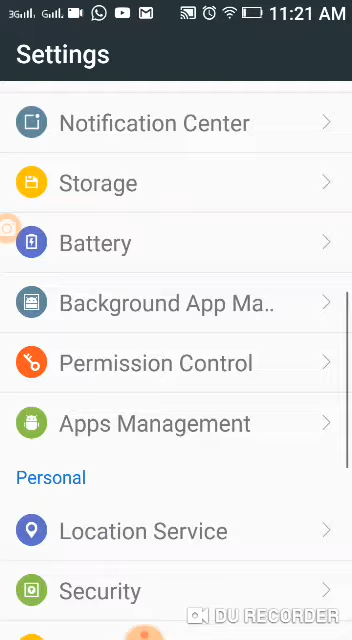 3G G 11:21 AM
Settings
Notification Center
Storage
Battery
Background App Ma..
Permission Control
Apps Management
Personal
Location Service
Security
DU RECORDER